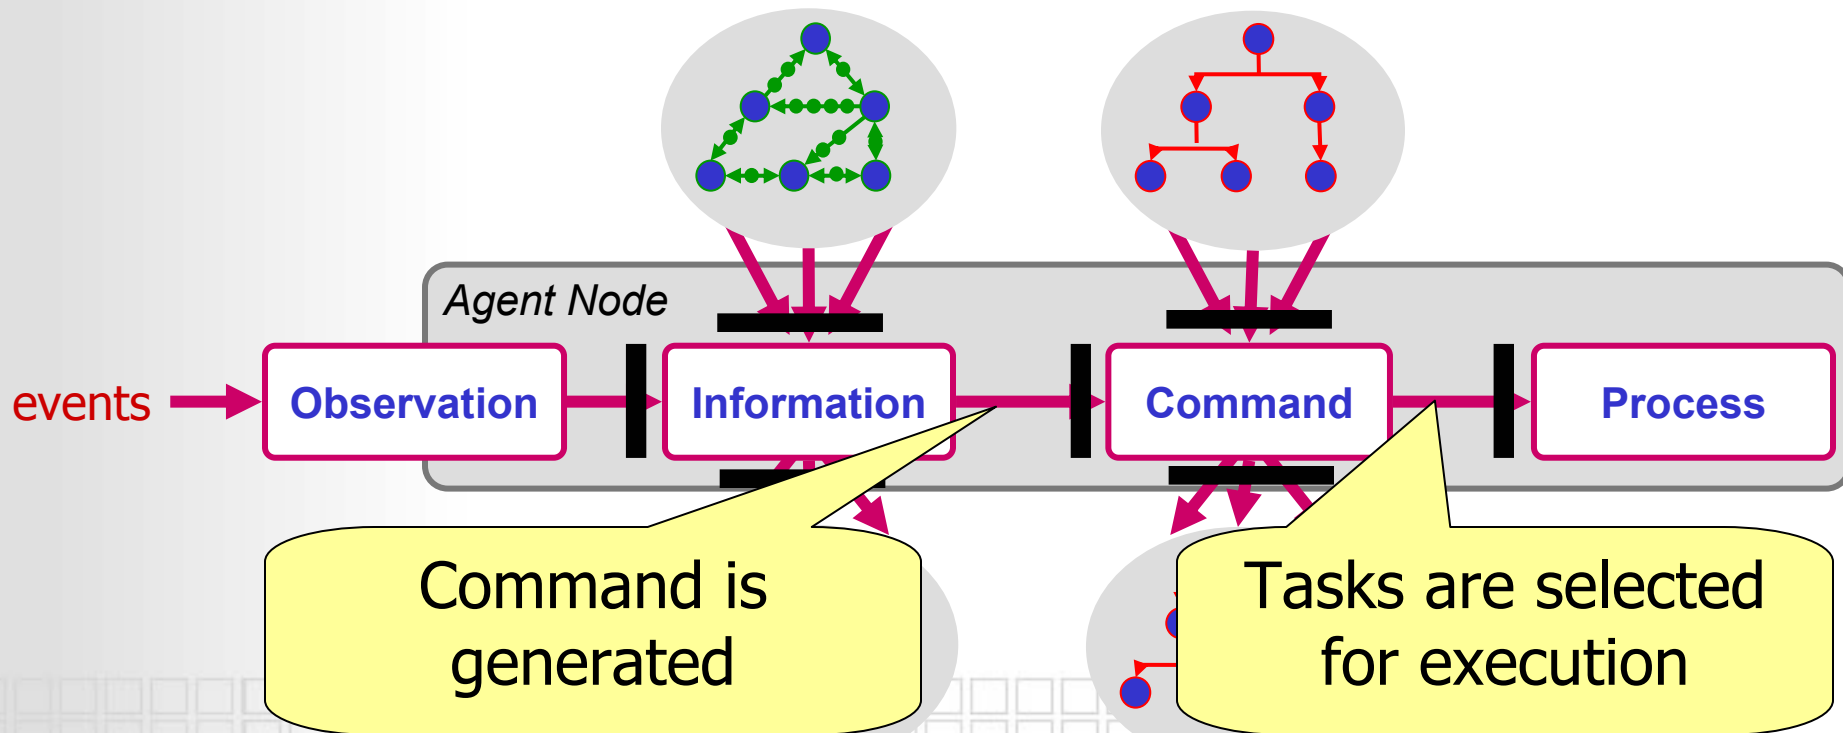 Agent Node
events
Observation
Information
Command
Process
Command is
generated
Tasks are selected
for execution